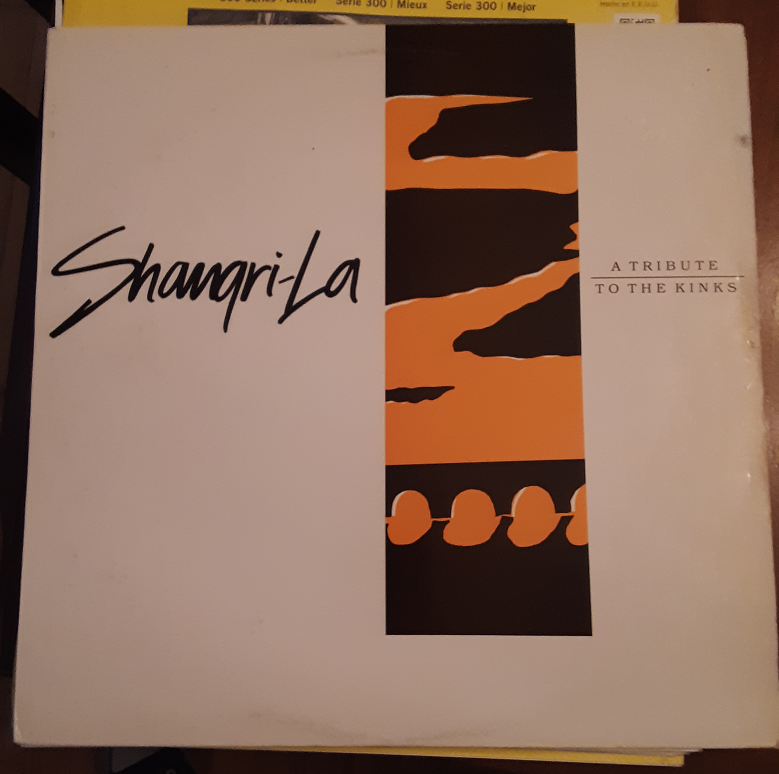 Serie 300 | Mieux Serie 300 | Mejor
Shangri-La
A TRIBUTE
TO THE KINKS